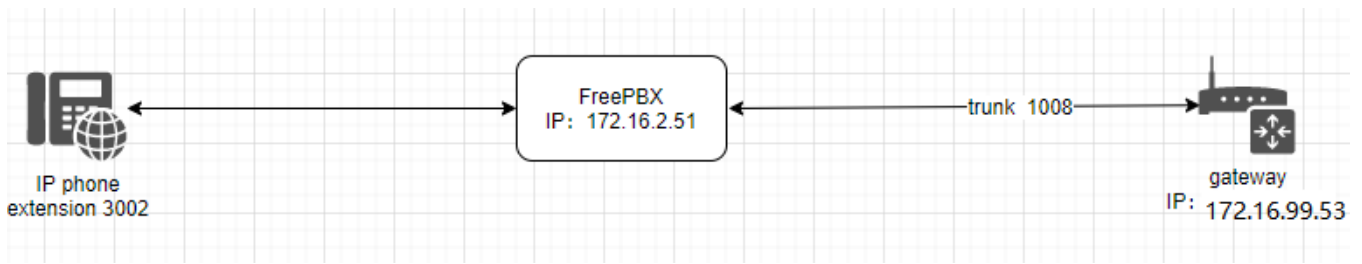 FreePBX
IP：172.16.2.51
trunk 1008
IP phone
extension 3002
gateway
IP：172.16.99.53